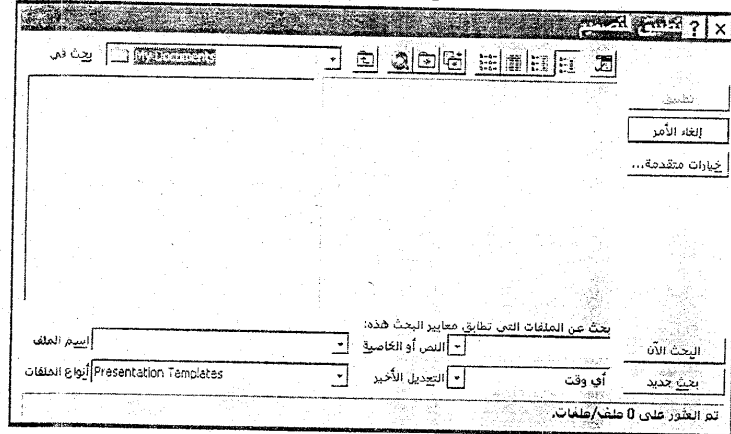 بحث في My Documents
تطبيق
إلغاء الأمر
خيارات متقدمة...
بحث عن الملفات التي تطابق معايير البحث هذه:
اسم الملف
النص أو الخاصية
البحث الآن
أنواع الملفات Presentation Templates
التعديل الأخير
أي وقت
بحث جديد
تم العثور على 0 ملف/ملفات.